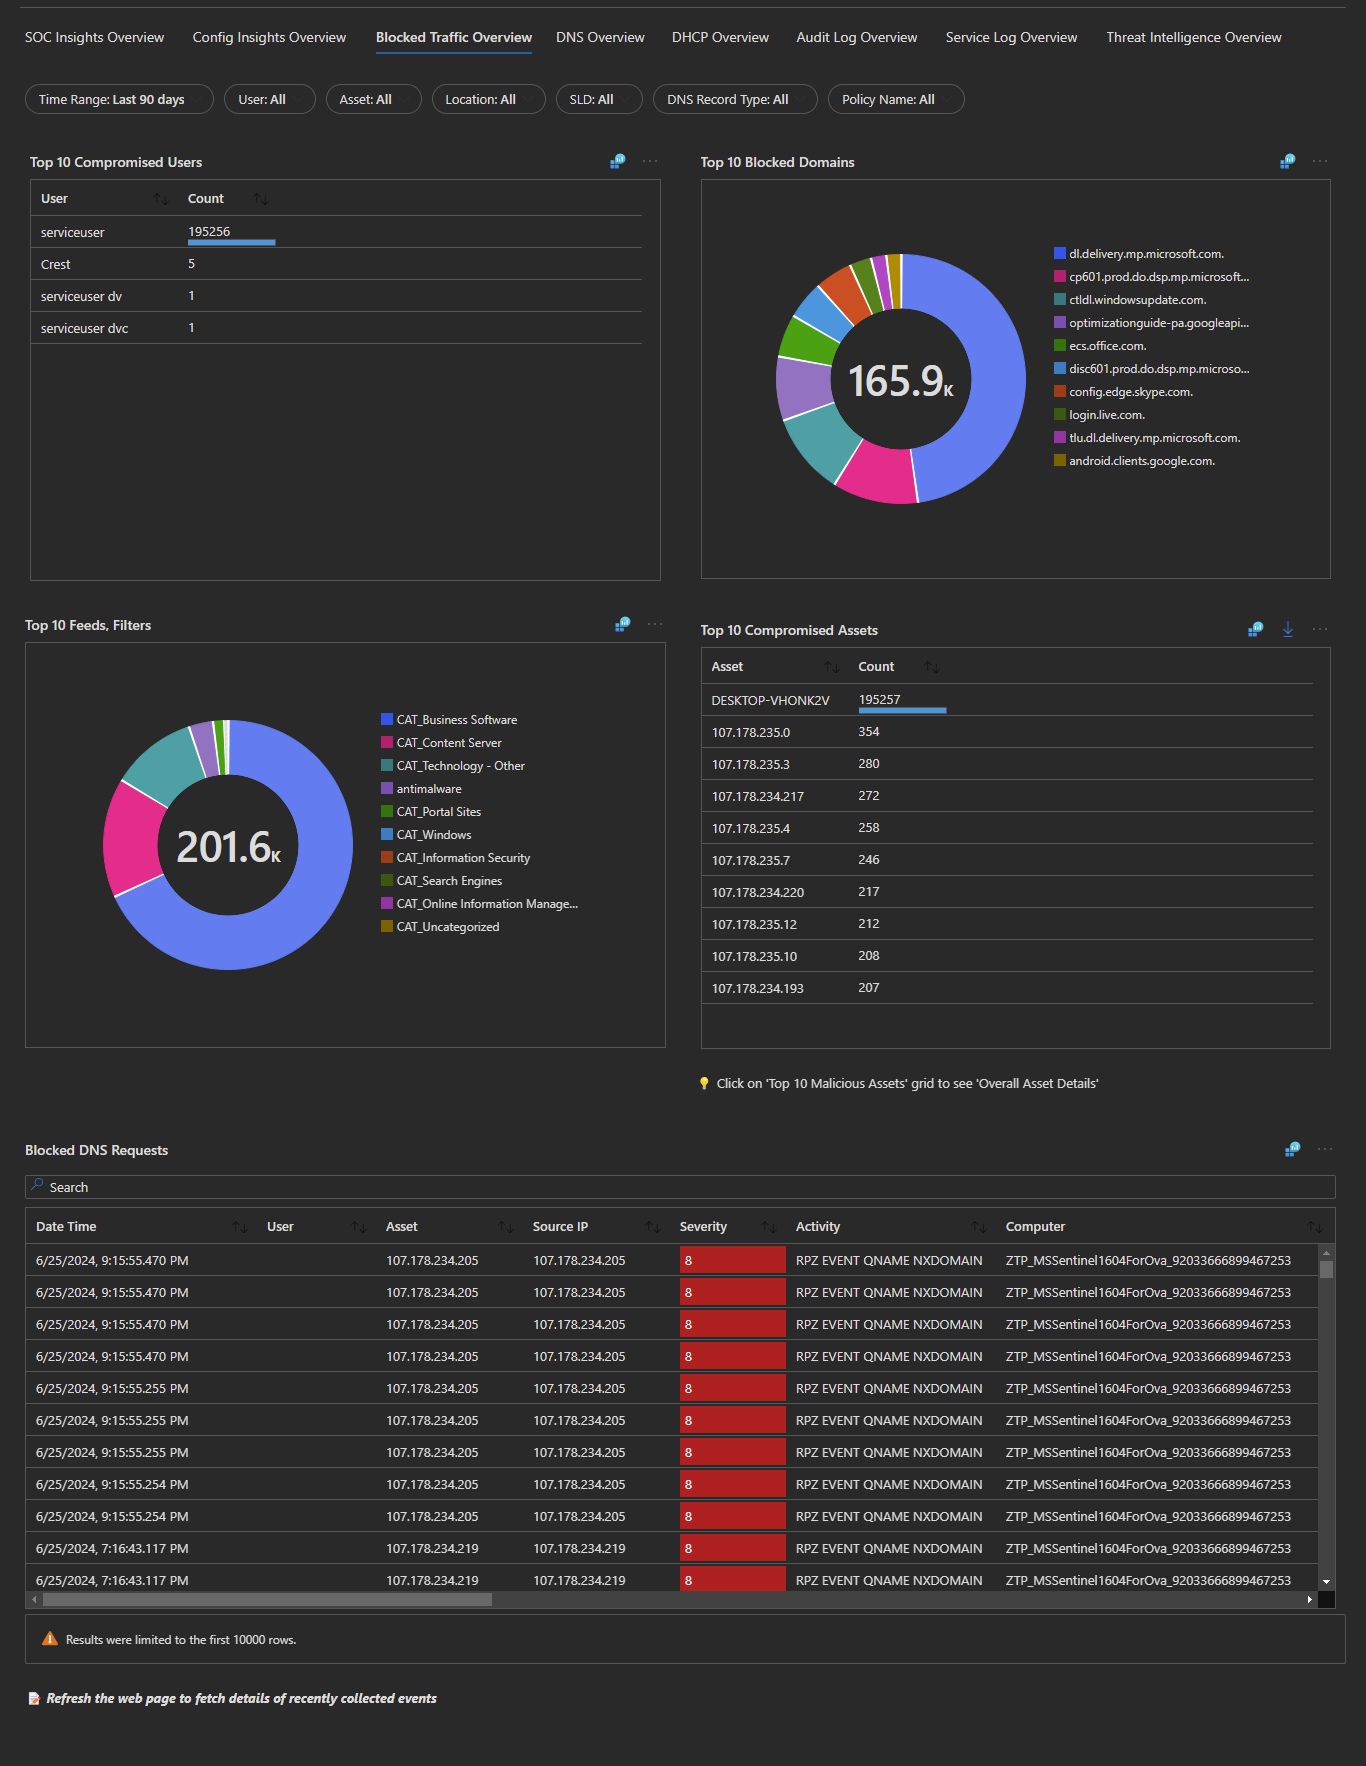 SOC Insights Overview Config Insights Overview Blocked Traffic Overview DNS Overview DHCP Overview Audit Log Overview Service Log Overview Threat Intelligence Overview
Time Range: Last 90 days User: All Asset: All Location: All SLD: All DNS Record Type: All Policy Name: All
Top 10 Compromised Users
User Count
serviceuser 195256
Crest 5
serviceuser dv 1
serviceuser dvc 1
Top 10 Blocked Domains
165.9K
dl.delivery.mp.microsoft.com.
cp601.prod.do.dsp.mp.microsoft...
ctldl.windowsupdate.com.
optimizationguide-pa.googleapi...
ecs.office.com.
disc601.prod.do.dsp.mp.microso...
config.edge.skype.com.
login.live.com.
tlu.dl.delivery.mp.microsoft.com.
android.clients.google.com.
Top 10 Feeds, Filters
201.6K
CAT_Business Software
CAT_Content Server
CAT_Technology - Other
antimalware
CAT_Portal Sites
CAT_Windows
CAT_Information Security
CAT_Search Engines
CAT_Online Information Manage...
CAT_Uncategorized
Top 10 Compromised Assets
Asset Count
DESKTOP-VHONK2V 195257
107.178.235.0 354
107.178.235.3 280
107.178.234.217 272
107.178.235.4 258
107.178.235.7 246
107.178.234.220 217
107.178.235.12 212
107.178.235.10 208
107.178.234.193 207
Click on 'Top 10 Malicious Assets' grid to see 'Overall Asset Details'
Blocked DNS Requests
Search
Date Time User Asset Source IP Severity Activity Computer
6/25/2024, 9:15:55.470 PM 107.178.234.205 107.178.234.205 8 RPZ EVENT QNAME NXDOMAIN ZTP_MSSentinel1604ForOva_92033666899467253
6/25/2024, 9:15:55.470 PM 107.178.234.205 107.178.234.205 8 RPZ EVENT QNAME NXDOMAIN ZTP_MSSentinel1604ForOva_92033666899467253
6/25/2024, 9:15:55.470 PM 107.178.234.205 107.178.234.205 8 RPZ EVENT QNAME NXDOMAIN ZTP_MSSentinel1604ForOva_92033666899467253
6/25/2024, 9:15:55.470 PM 107.178.234.205 107.178.234.205 8 RPZ EVENT QNAME NXDOMAIN ZTP_MSSentinel1604ForOva_92033666899467253
6/25/2024, 9:15:55.255 PM 107.178.234.205 107.178.234.205 8 RPZ EVENT QNAME NXDOMAIN ZTP_MSSentinel1604ForOva_92033666899467253
6/25/2024, 9:15:55.255 PM 107.178.234.205 107.178.234.205 8 RPZ EVENT QNAME NXDOMAIN ZTP_MSSentinel1604ForOva_92033666899467253
6/25/2024, 9:15:55.255 PM 107.178.234.205 107.178.234.205 8 RPZ EVENT QNAME NXDOMAIN ZTP_MSSentinel1604ForOva_92033666899467253
6/25/2024, 9:15:55.254 PM 107.178.234.205 107.178.234.205 8 RPZ EVENT QNAME NXDOMAIN ZTP_MSSentinel1604ForOva_92033666899467253
6/25/2024, 9:15:55.254 PM 107.178.234.205 107.178.234.205 8 RPZ EVENT QNAME NXDOMAIN ZTP_MSSentinel1604ForOva_92033666899467253
6/25/2024, 7:16:43.117 PM 107.178.234.219 107.178.234.219 8 RPZ EVENT QNAME NXDOMAIN ZTP_MSSentinel1604ForOva_92033666899467253
6/25/2024, 7:16:43.117 PM 107.178.234.219 107.178.234.219 8 RPZ EVENT QNAME NXDOMAIN ZTP_MSSentinel1604ForOva_92033666899467253
Results were limited to the first 10000 rows.
Refresh the web page to fetch details of recently collected events